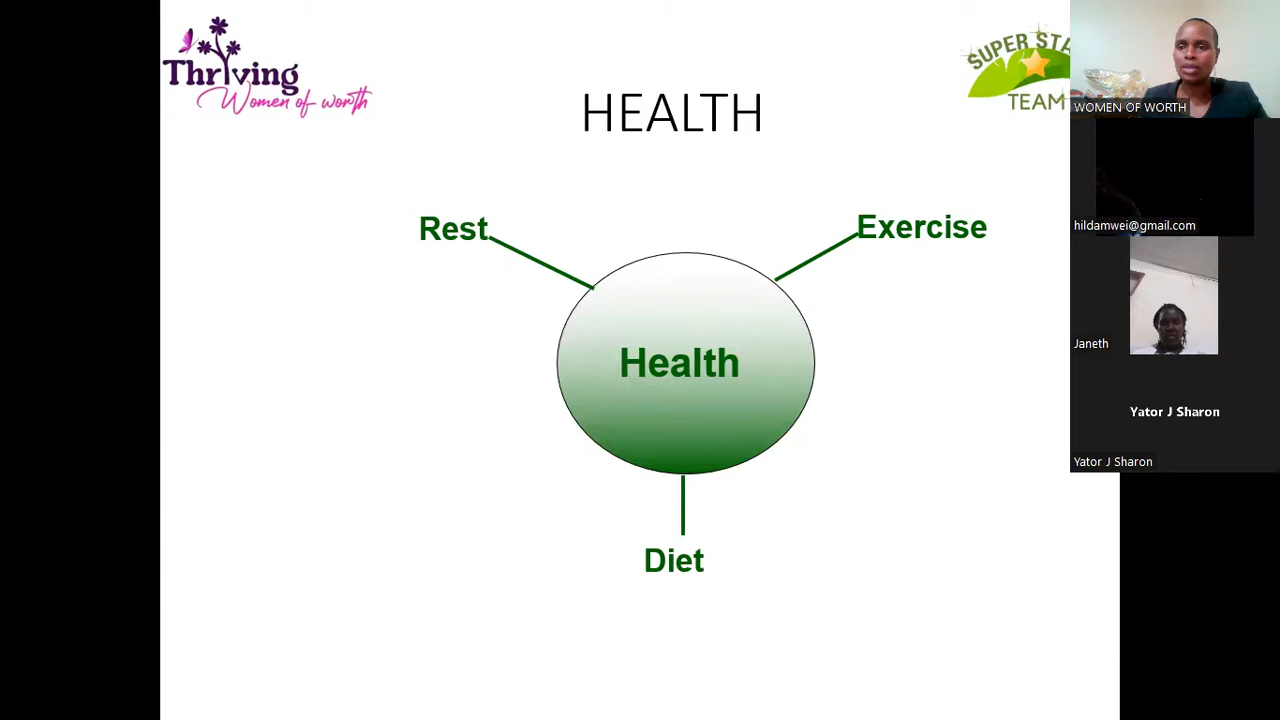 Thriving
Women of worth
SUPER STA
TEAM
HEALTH
Rest
Exercise
Health
Diet
WOMEN OF WORTH
hildamwei@gmail.com
Janeth
Yator J Sharon
Yator J Sharon